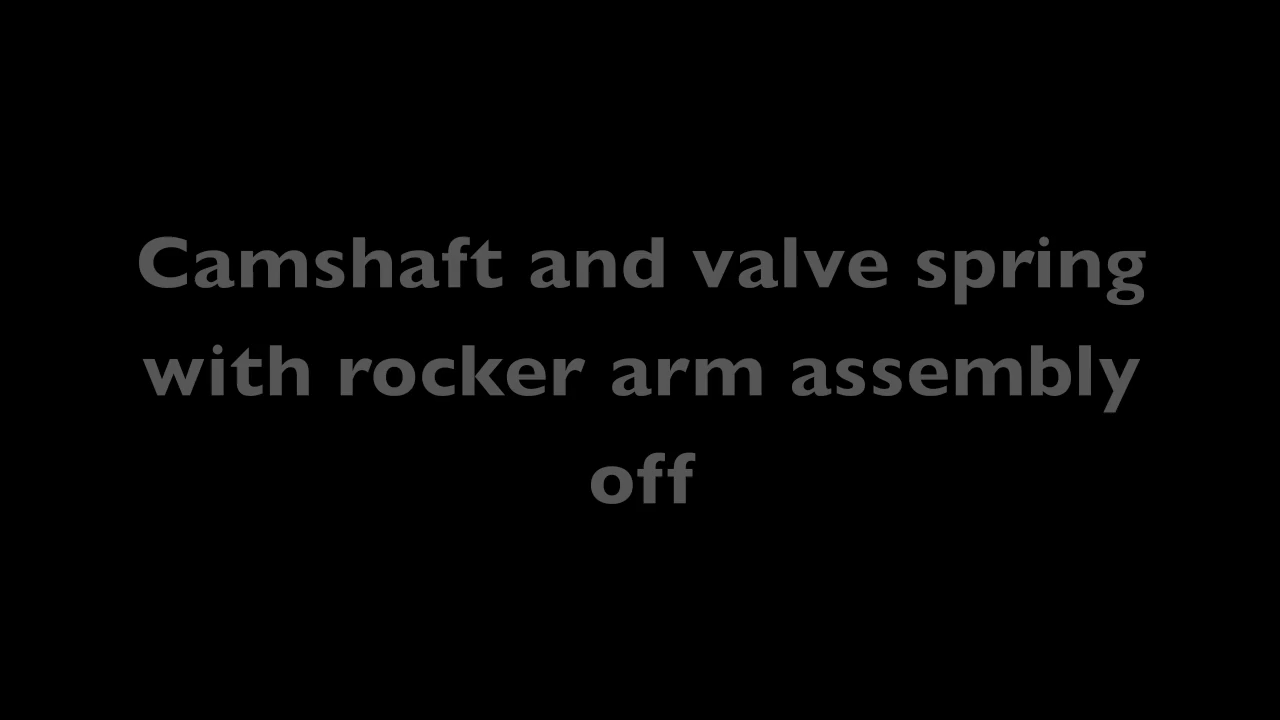 Camshaft and valve spring
with rocker arm assembly
off